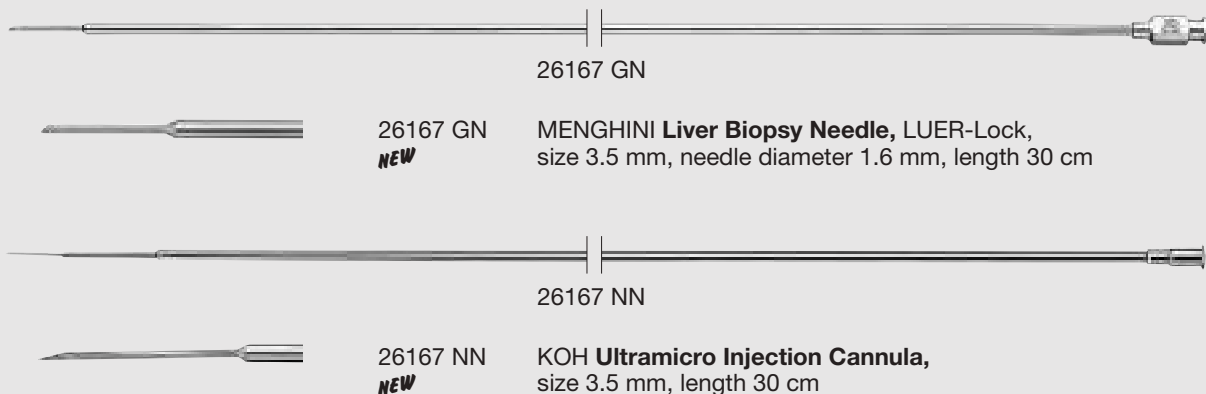 26167 GN
26167 GN MENGHINI Liver Biopsy Needle, LUER-Lock,
NEW size 3.5 mm, needle diameter 1.6 mm, length 30 cm
26167 NN
26167 NN KOH Ultramicro Injection Cannula,
NEW size 3.5 mm, length 30 cm